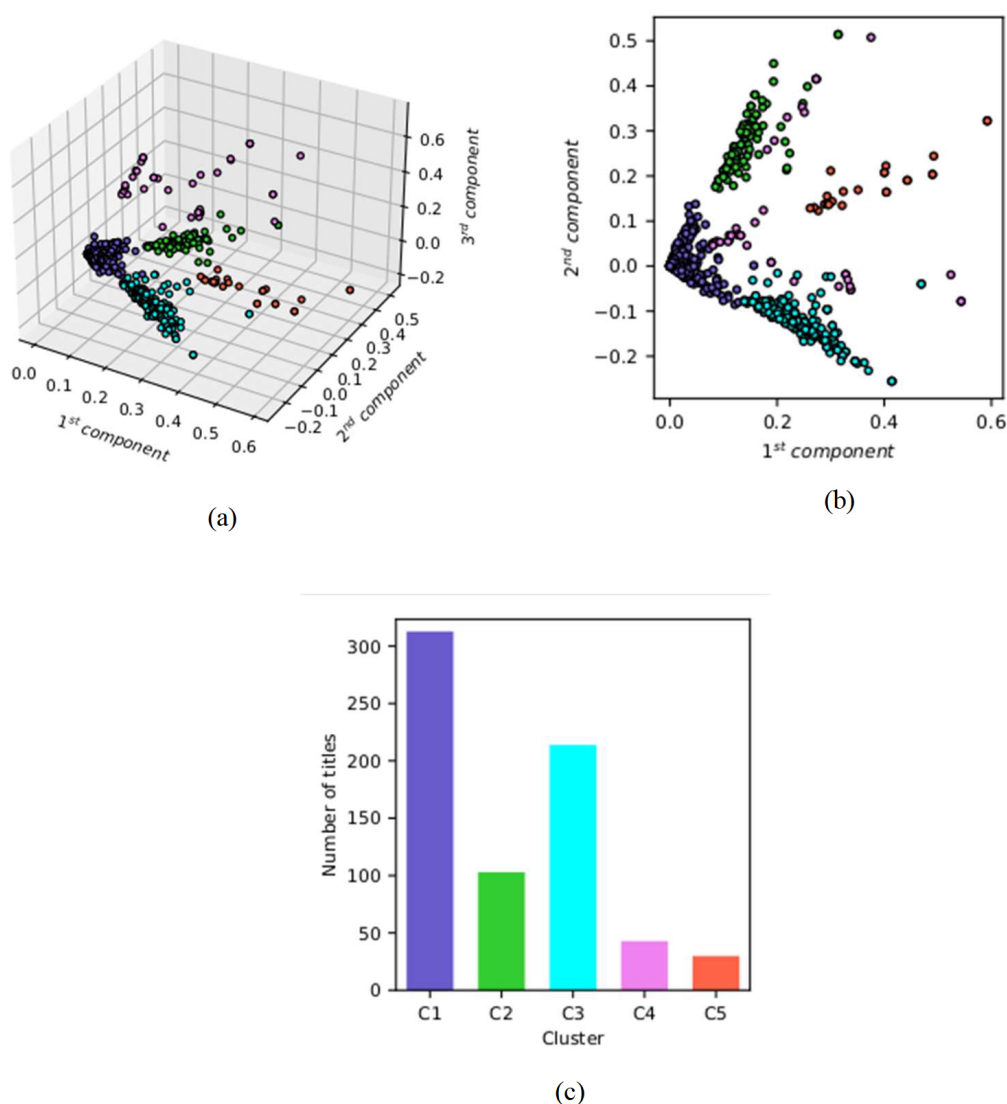 0.6
0.4
0.2
0.0
−0.2
3rd component
0.0 0.1 0.2 0.3 0.4 0.5 0.6
1st component
−0.2 −0.1 0.0 0.1 0.2 0.3 0.4 0.5
2nd component
(a)
0.5
0.4
0.3
0.2
0.1
0.0
−0.1
−0.2
2nd component
0.0 0.2 0.4 0.6
1st component
(b)
300
250
200
150
100
50
0
Number of titles
C1 C2 C3 C4 C5
Cluster
(c)